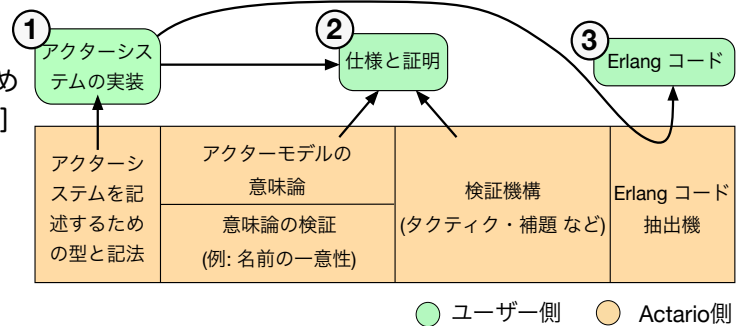 1
アクターシス
テムの実装
2
仕様と証明
3
Erlang コード
め
]
アクターシ
ステムを記
述するため
の型と記法
アクターモデルの
意味論
意味論の検証
(例: 名前の一意性)
検証機構
(タクティク・補題 など)
Erlang コード
抽出機
ユーザー側
Actario側